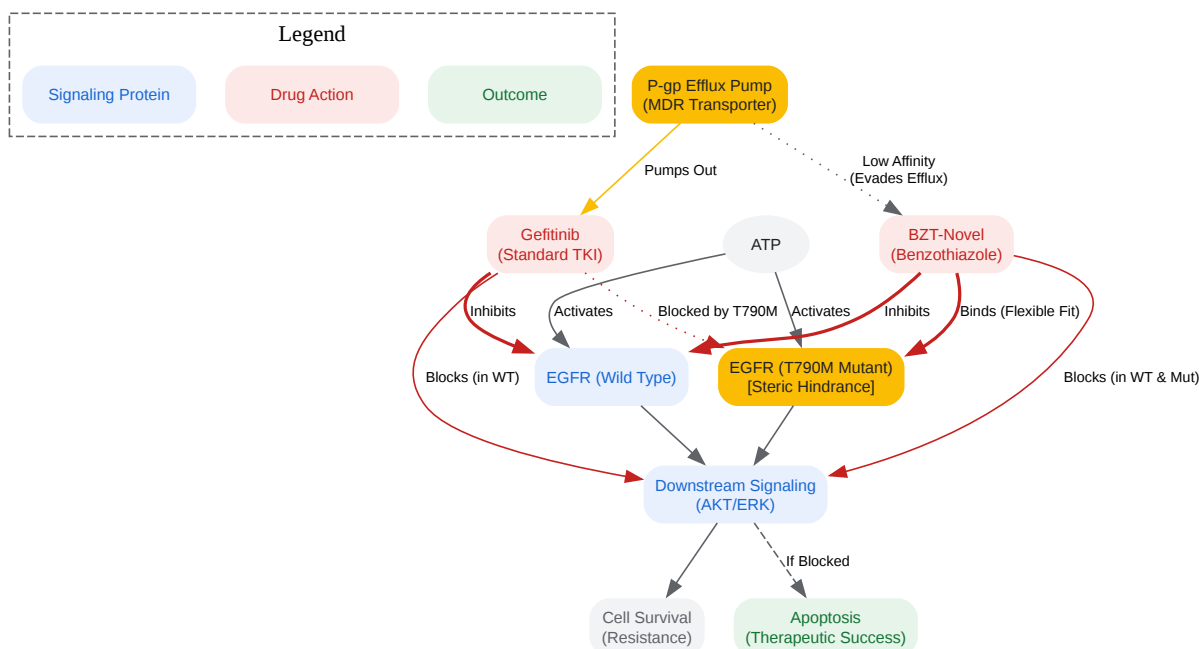 Legend
Signaling Protein
Drug Action
Outcome
P-gp Efflux Pump
(MDR Transporter)
Pumps Out
Low Affinity
(Evades Efflux)
Gefitinib
(Standard TKI)
ATP
BZT-Novel
(Benzothiazole)
Inhibits
Activates
Blocked by T790M
Activates
Inhibits
Binds (Flexible Fit)
Blocks (in WT)
EGFR (Wild Type)
EGFR (T790M Mutant)
[Steric Hindrance]
Blocks (in WT & Mut)
Downstream Signaling
(AKT/ERK)
If Blocked
Cell Survival
(Resistance)
Apoptosis
(Therapeutic Success)